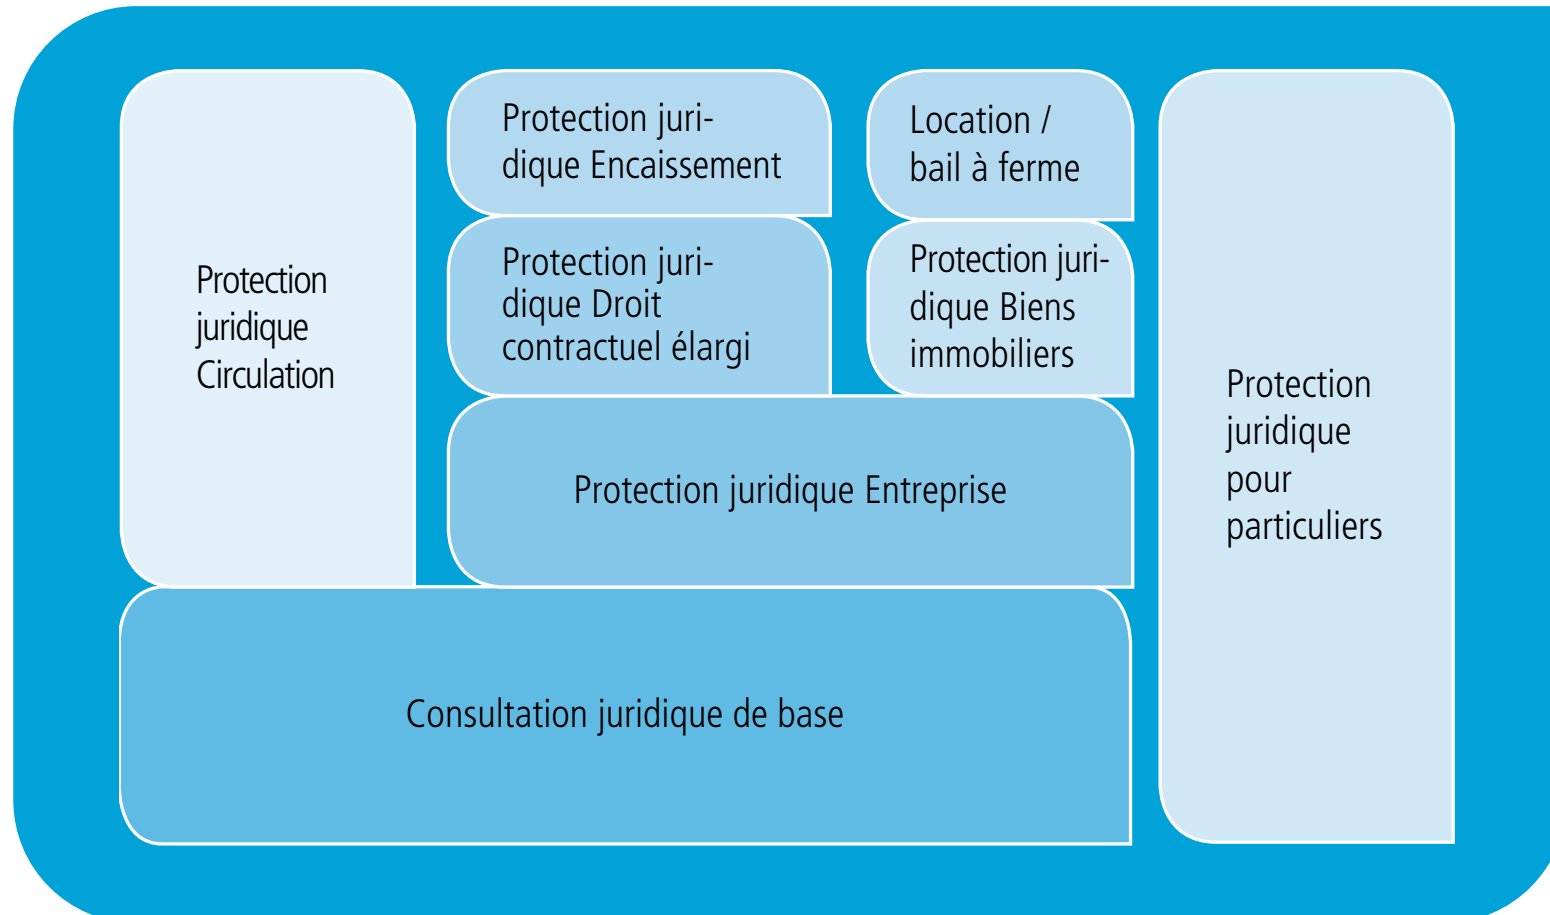 Protection juri-
dique Encaissement
Location /
bail à ferme
Protection
juridique
Circulation
Protection juri-
dique Droit
contractuel élargi
Protection juri-
dique Biens
immobiliers
Protection
juridique
pour
particuliers
Protection juridique Entreprise
Consultation juridique de base